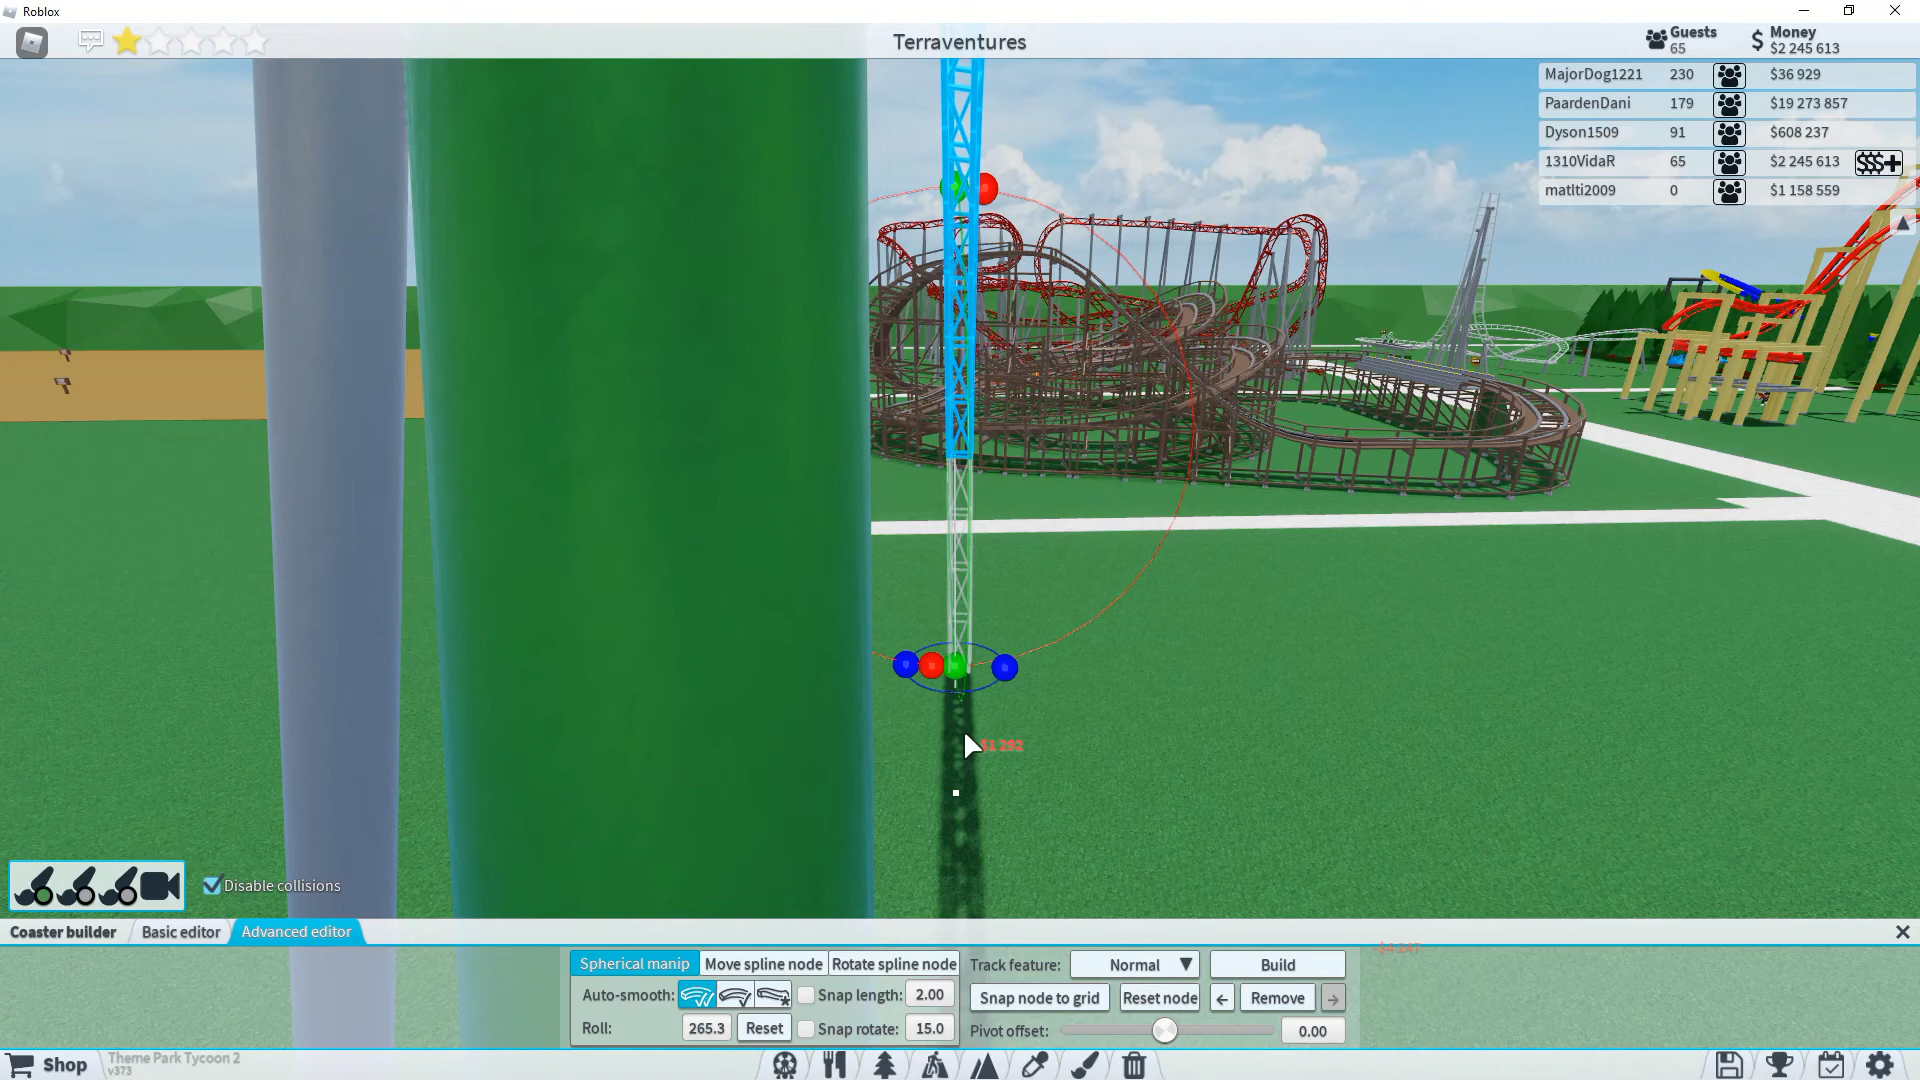 Roblox
Terraventures
Guests
65
$ Money
$2 245 613
MajorDog1221 230 $36 929
PaardenDani 179 $19 273 857
Dyson1509 91 $608 237
1310VidaR 65 $2 245 613 $$$+
matlti2009 0 $1 158 559
$1 292
Disable collisions
Coaster builder Basic editor Advanced editor
-$4 247
Spherical manip Move spline node Rotate spline node Track feature: Normal Build
Auto-smooth: Snap length: 2.00 Snap node to grid Reset node Remove
Roll: 265.3 Reset Snap rotate: 15.0 Pivot offset: 0.00
Shop Theme Park Tycoon 2
v373